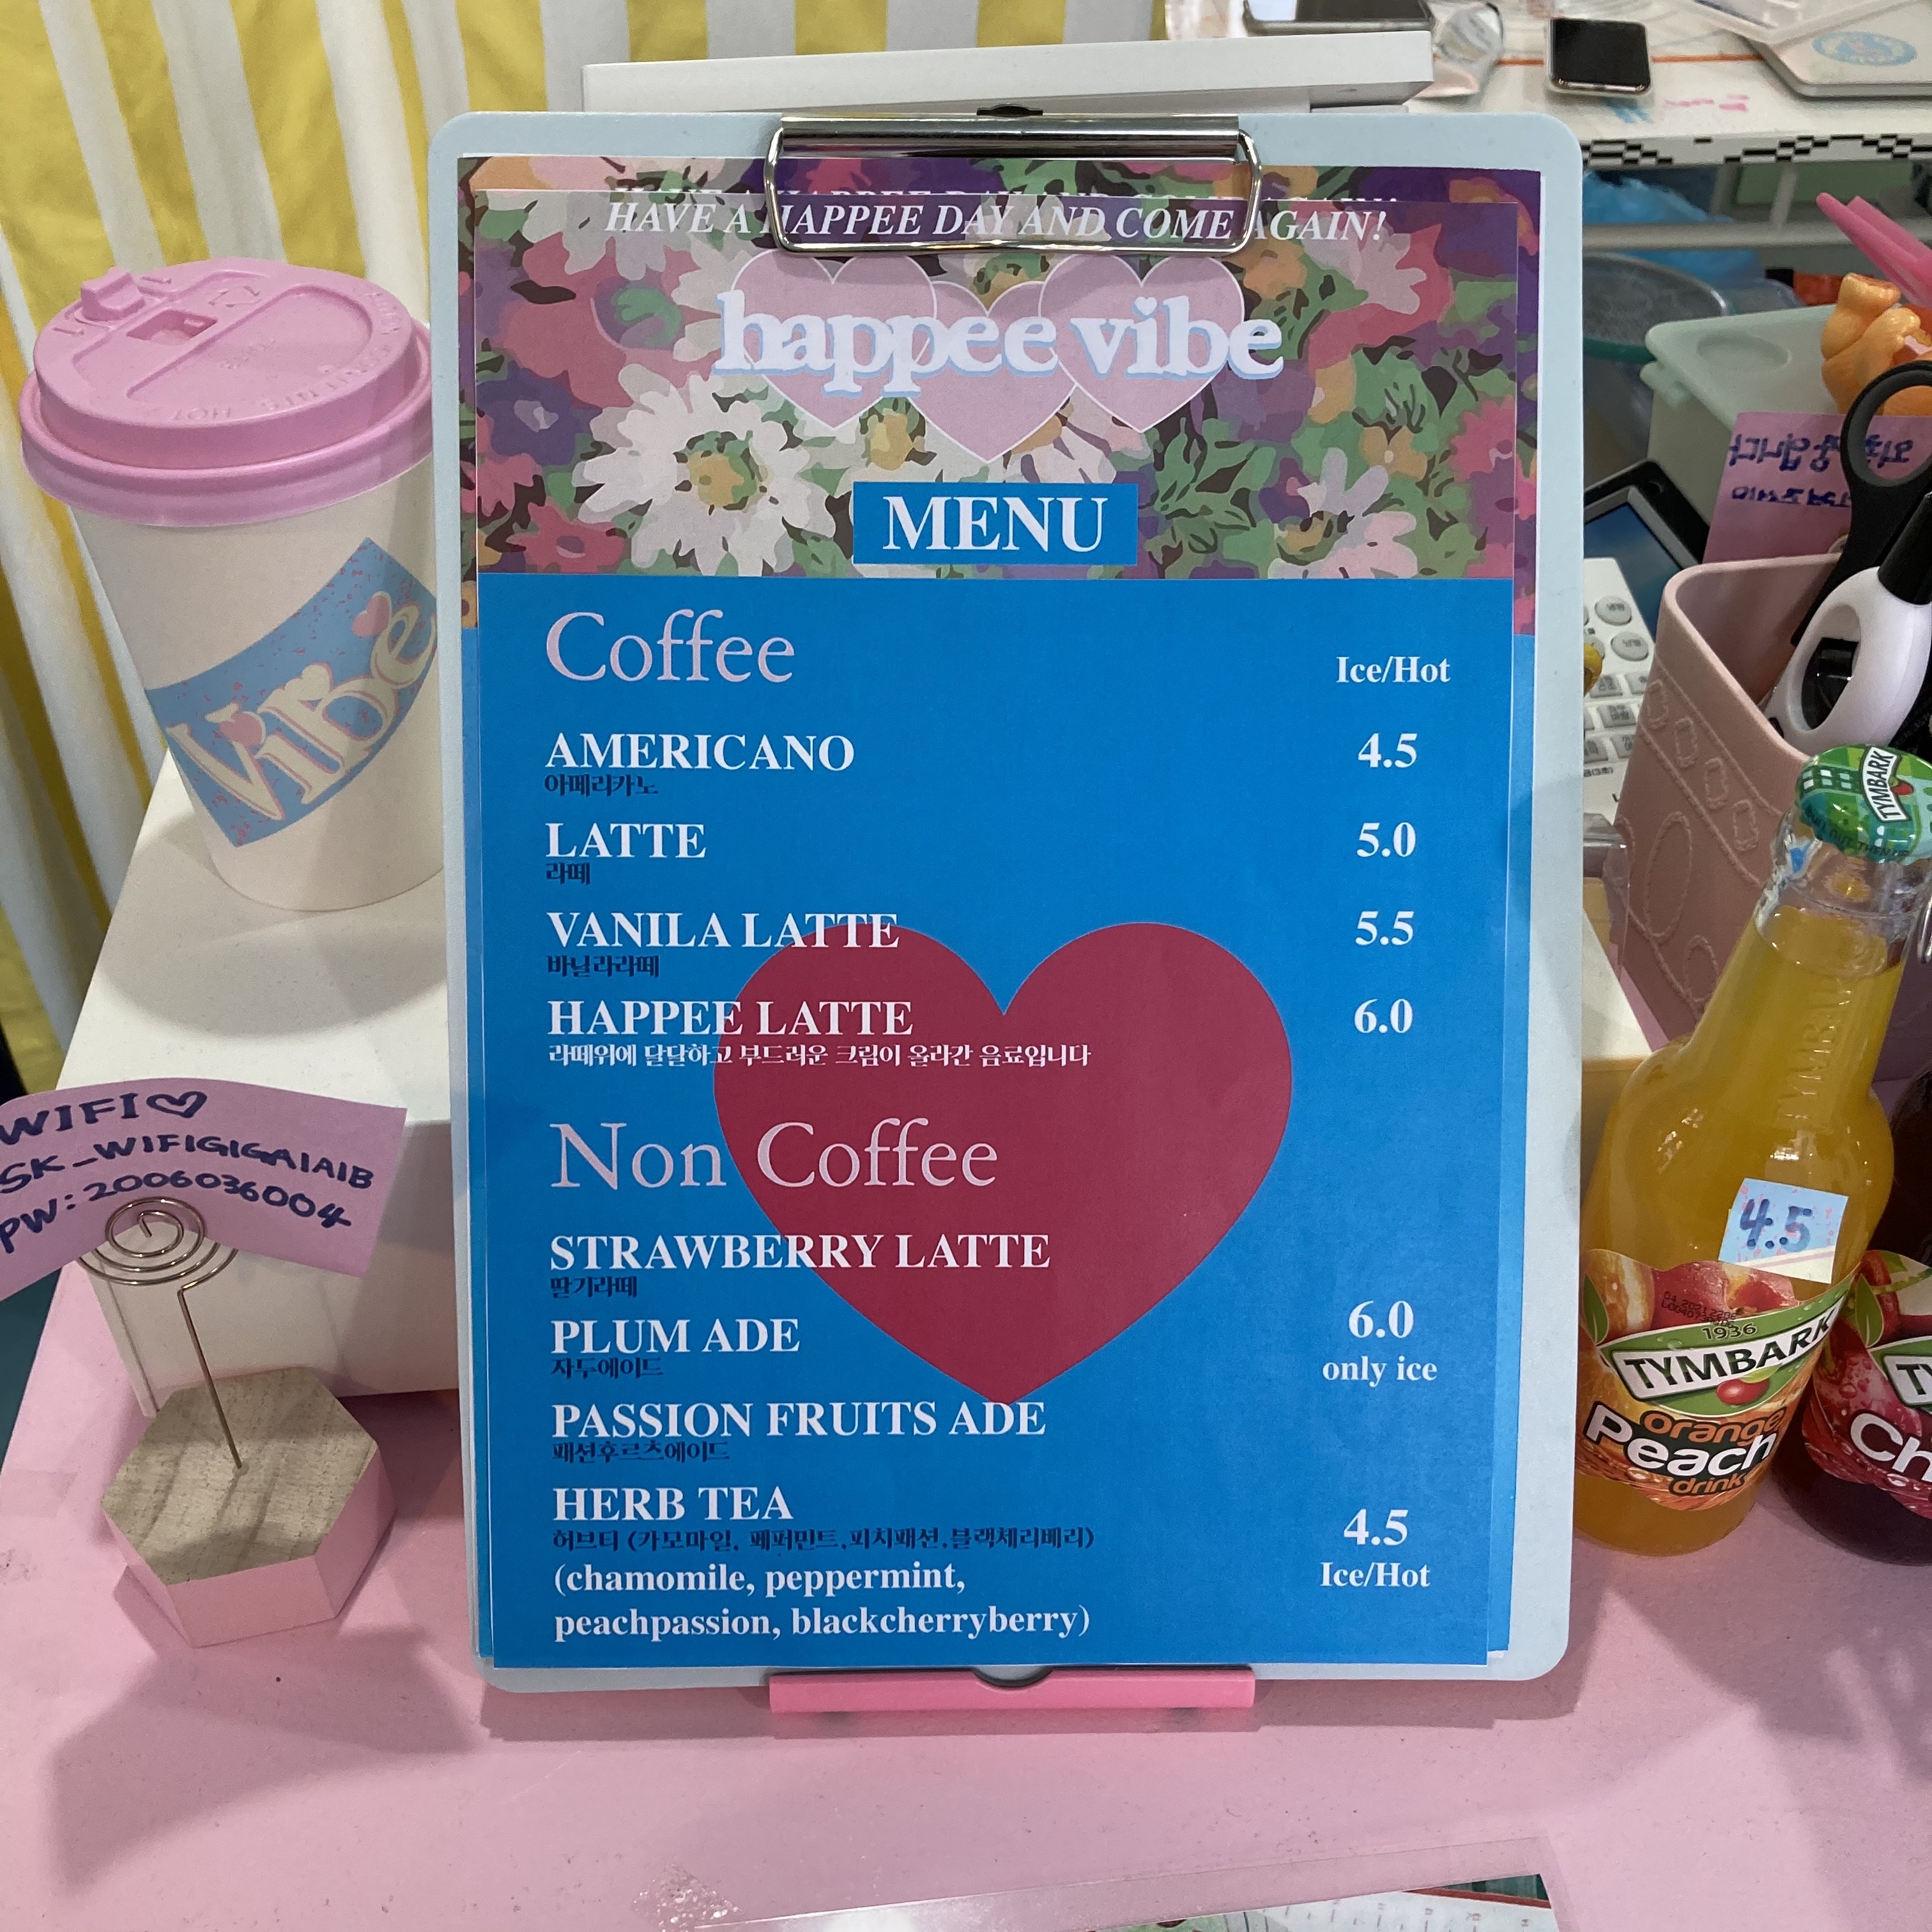 HAVE A HAPPEE DAY AND COME AGAIN!
happee vibe
MENU
Coffee
Ice/Hot
AMERICANO 4.5
아메리카노
LATTE 5.0
라떼
VANILA LATTE 5.5
바닐라라떼
HAPPEE LATTE 6.0
라떼위에 달달하고 부드러운 크림이 올라간 음료입니다
Non Coffee
STRAWBERRY LATTE
딸기라떼
PLUM ADE
자두에이드
6.0
only ice
PASSION FRUITS ADE
패션후르츠에이드
HERB TEA 4.5
허브티 (카모마일, 페퍼민트,피치패션,블랙체리베리)
Ice/Hot
(chamomile, peppermint,
peachpassion, blackcherryberry)
VIBE
WIFI
SK_WIFIGIGA1A1B
PW:2006036004
TYMBARK
4.5
1936
TYMBARK
orange
Peach
drink